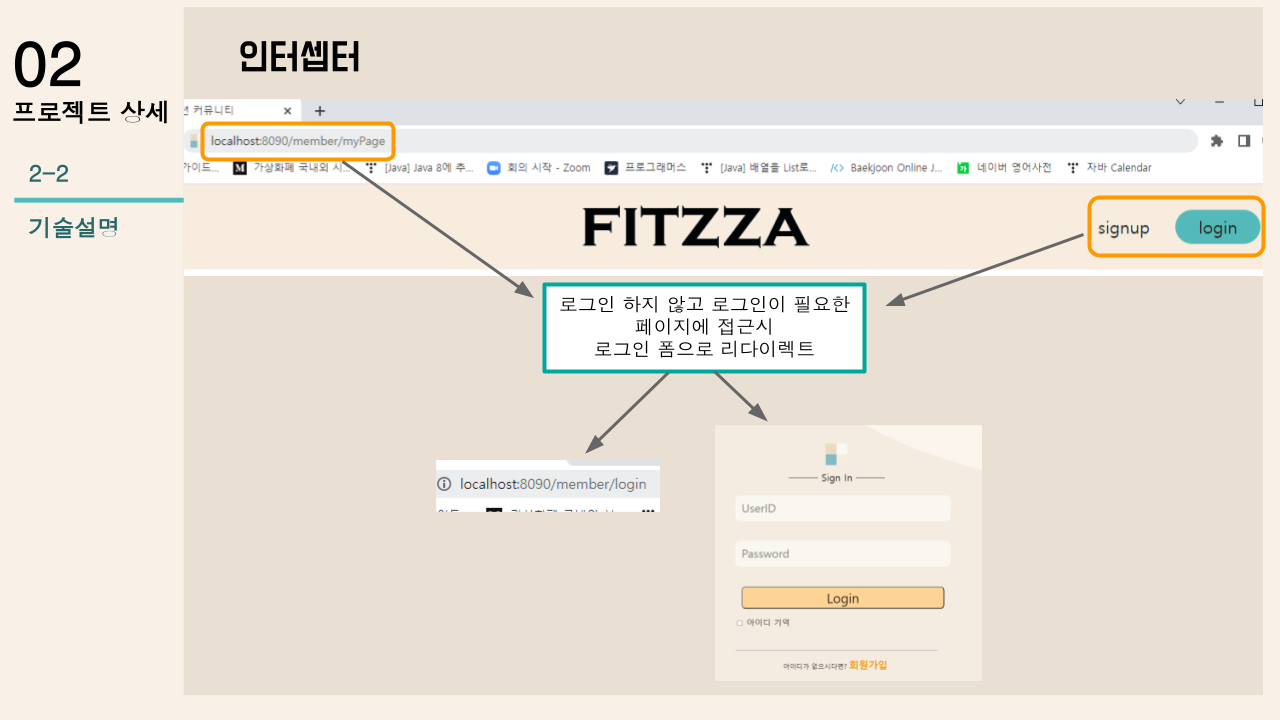 02
프로젝트 상세
2-2
기술설명
인터셉터
커뮤니티
localhost:8090/member/myPage
가이드... 가상화폐 국내외 시... [Java] Java 8에 추... 회의 시작 - Zoom 프로그래머스 [Java] 배열을 List로... Baekjoon Online J... 네이버 영어사전 자바 Calendar
FITZZA
signup login
로그인 하지 않고 로그인이 필요한
페이지에 접근시
로그인 폼으로 리다이렉트
localhost:8090/member/login
Sign In
UserID
Password
Login
아이디 기억
아이디가 없으시다면? 회원가입